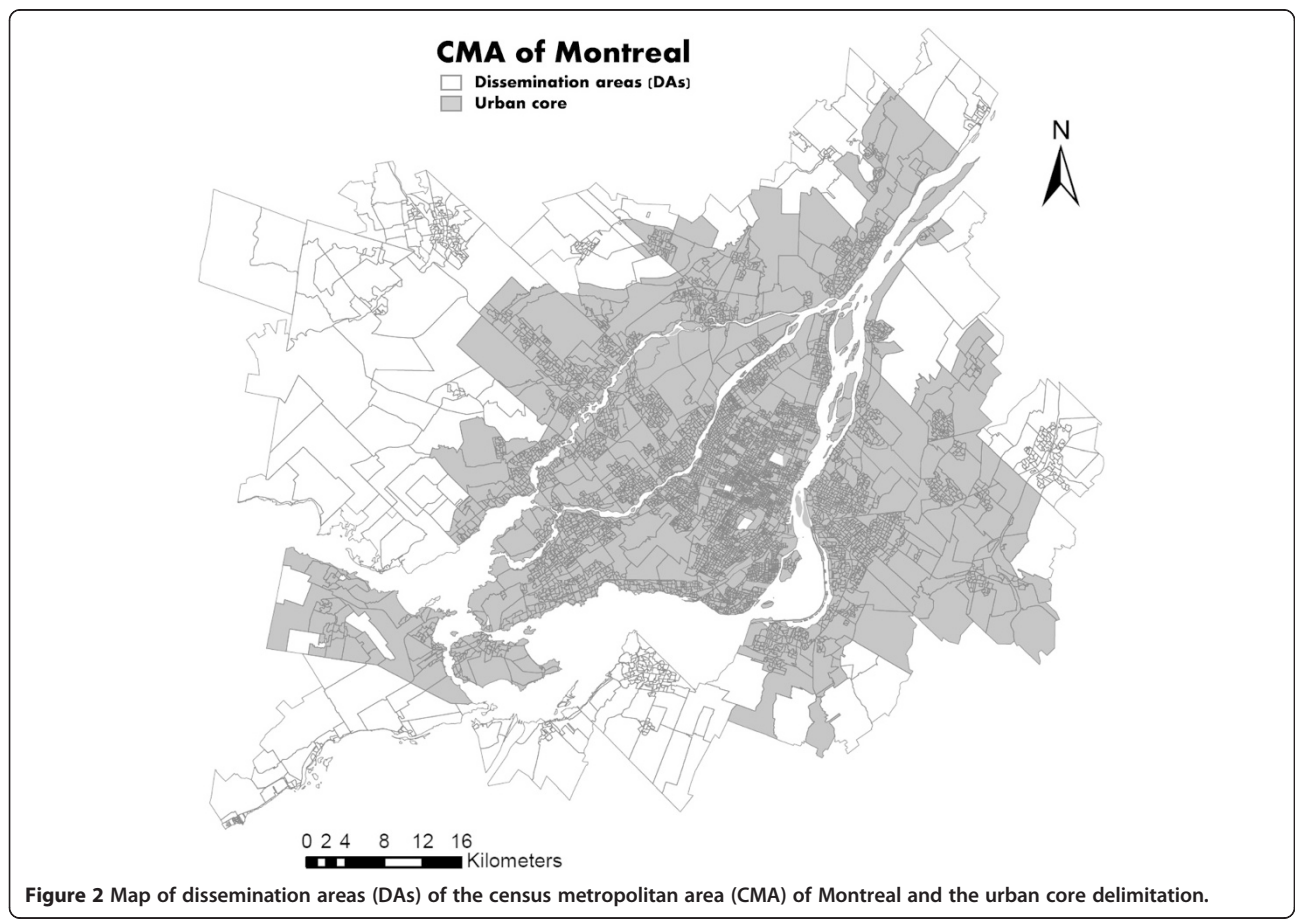 CMA of Montreal
Dissemination areas (DAs)
Urban core
N
0 2 4 8 12 16
Kilometers
Figure 2 Map of dissemination areas (DAs) of the census metropolitan area (CMA) of Montreal and the urban core delimitation.